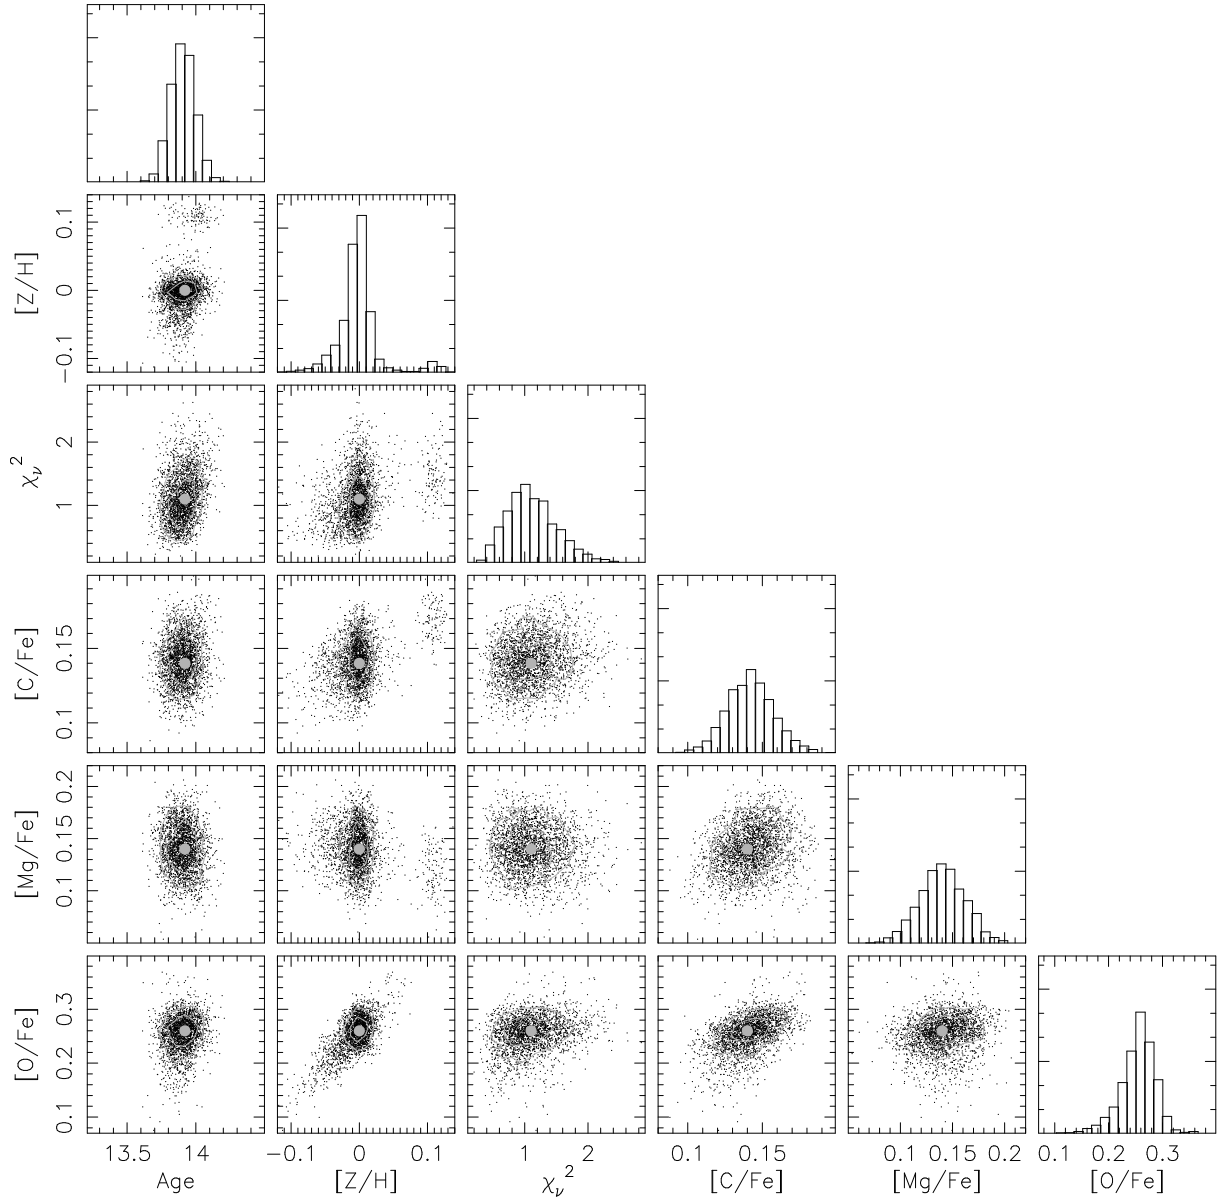 [Z/H]
0.1
0
−0.1
χν²
2
1
[C/Fe]
0.15
0.1
[Mg/Fe]
0.2
0.15
0.1
[O/Fe]
0.3
0.2
0.1
13.5 14 −0.1 0 0.1 1 2 0.1 0.15 0.1 0.15 0.2 0.1 0.2 0.3
Age [Z/H] χν² [C/Fe] [Mg/Fe] [O/Fe]